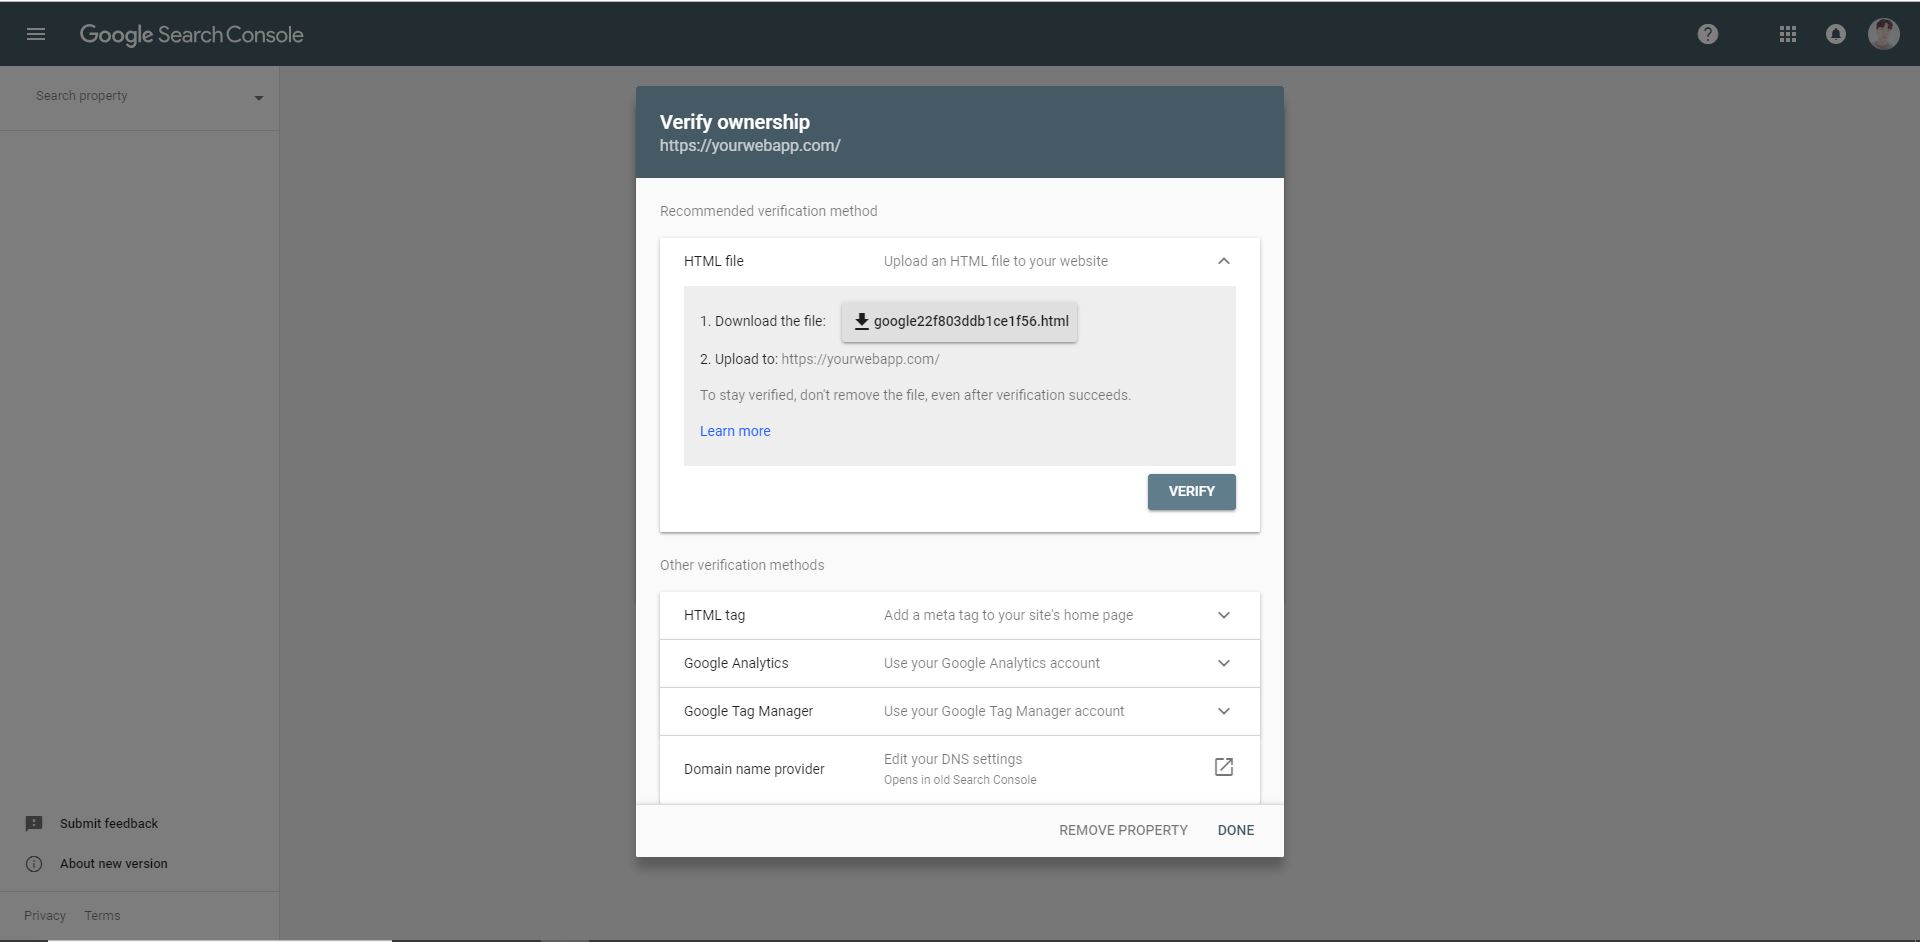 Google Search Console
Search property
Verify ownership
https://yourwebapp.com/
Recommended verification method
HTML file Upload an HTML file to your website
1. Download the file: google22f803ddb1ce1f56.html
2. Upload to: https://yourwebapp.com/
To stay verified, don't remove the file, even after verification succeeds.
Learn more
VERIFY
Other verification methods
HTML tag Add a meta tag to your site's home page
Google Analytics Use your Google Analytics account
Google Tag Manager Use your Google Tag Manager account
Domain name provider Edit your DNS settings
Opens in old Search Console
REMOVE PROPERTY DONE
Submit feedback
About new version
Privacy Terms